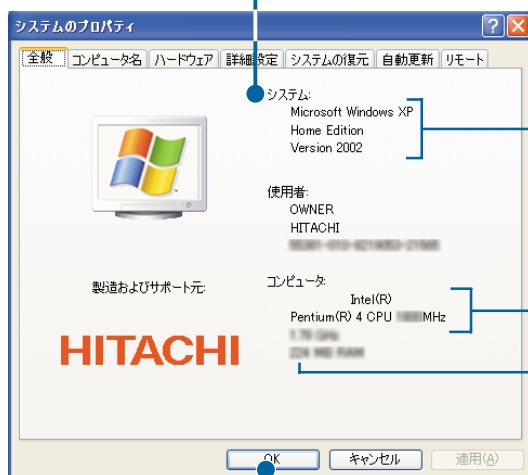 システムのプロパティ
全般 コンピュータ名 ハードウェア 詳細設定 システムの復元 自動更新 リモート
システム:
Microsoft Windows XP
Home Edition
Version 2002
使用者:
OWNER
HITACHI
製造およびサポート元:
HITACHI
コンピュータ:
Intel(R)
Pentium(R) 4 CPU MHz
OK キャンセル 適用(A)